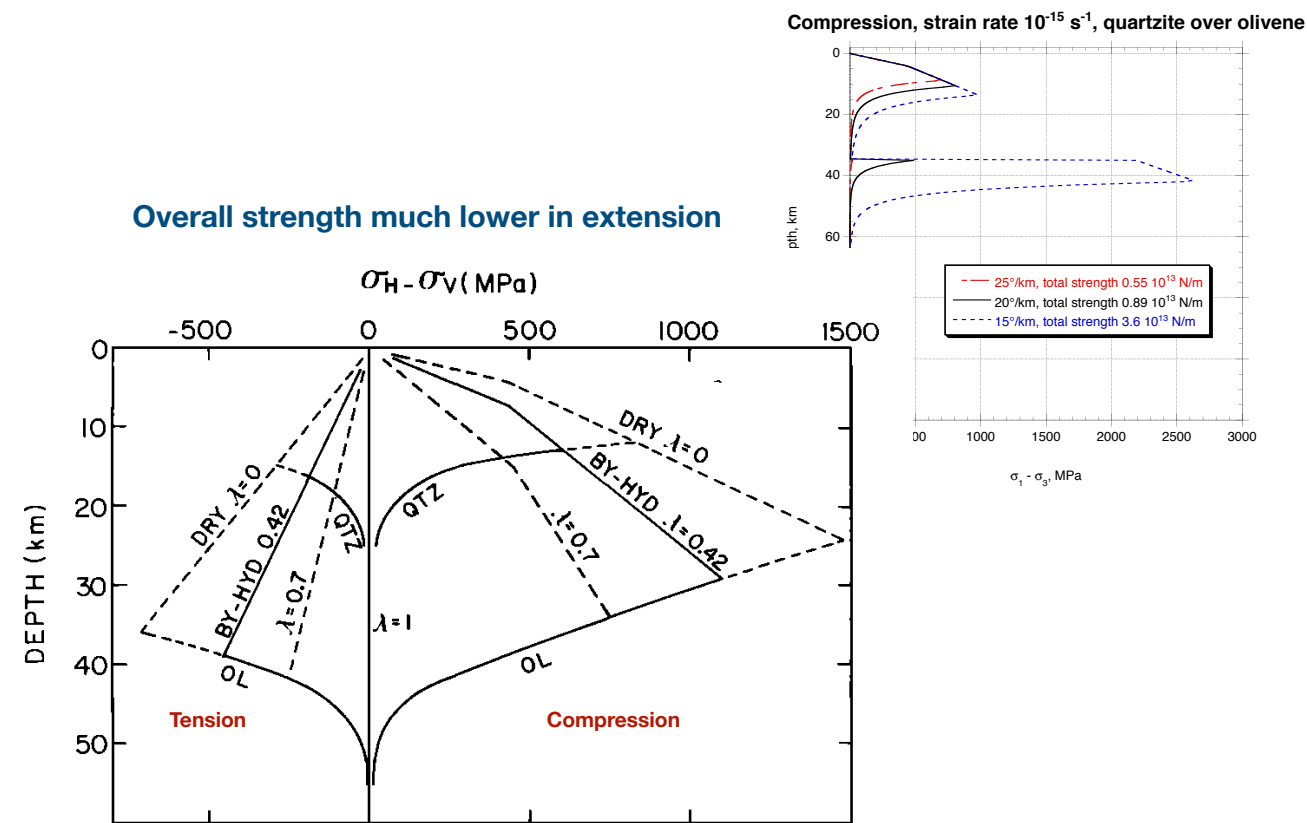 Compression, strain rate 10⁻¹⁵ s⁻¹, quartzite over olivene
0
20
40
60
pth, km
25°/km, total strength 0.55 10¹³ N/m
20°/km, total strength 0.89 10¹³ N/m
15°/km, total strength 3.6 10¹³ N/m
00 1000 1500 2000 2500 3000
σ₁ - σ₃, MPa
Overall strength much lower in extension
σH - σV (MPa)
-500 0 500 1000 1500
0
10
20
30
40
50
DEPTH (km)
DRY λ=0
BY-HYD 0.42
λ=0.7
QTZ
OL
λ=1
QTZ
DRY λ=0
BY-HYD λ=0.42
λ=0.7
OL
Tension
Compression